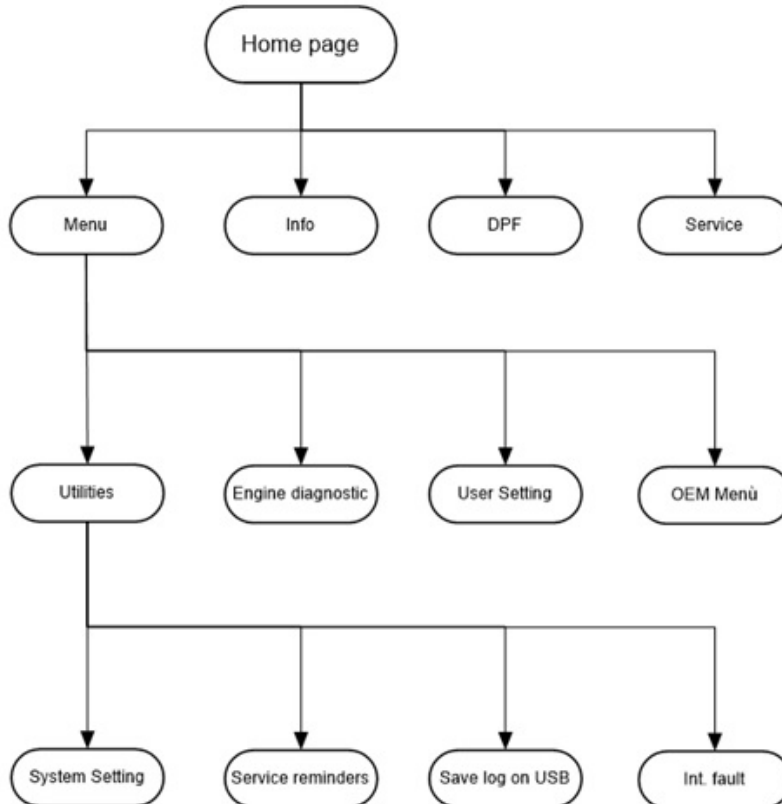 Home page
Menu
Info
DPF
Service
Utilities
Engine diagnostic
User Setting
OEM Menù
System Setting
Service reminders
Save log on USB
Int. fault